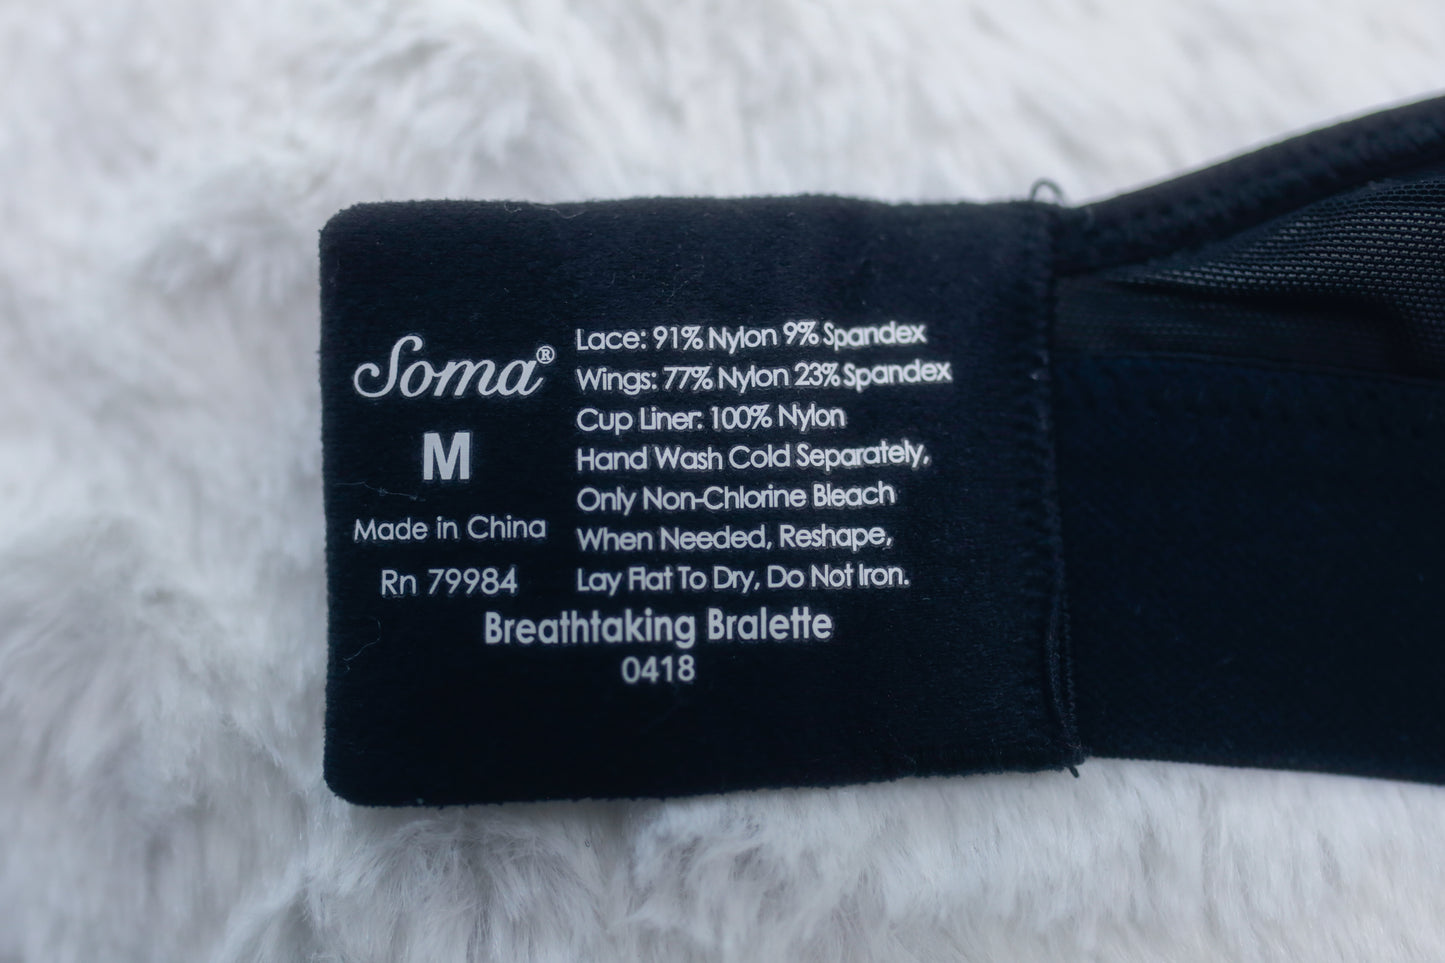 Soma®
M
Made in China
Rn 79984
Lace: 91% Nylon 9% Spandex
Wings: 77% Nylon 23% Spandex
Cup Liner: 100% Nylon
Hand Wash Cold Separately,
Only Non-Chlorine Bleach
When Needed, Reshape,
Lay Flat To Dry, Do Not Iron.
Breathtaking Bralette
0418